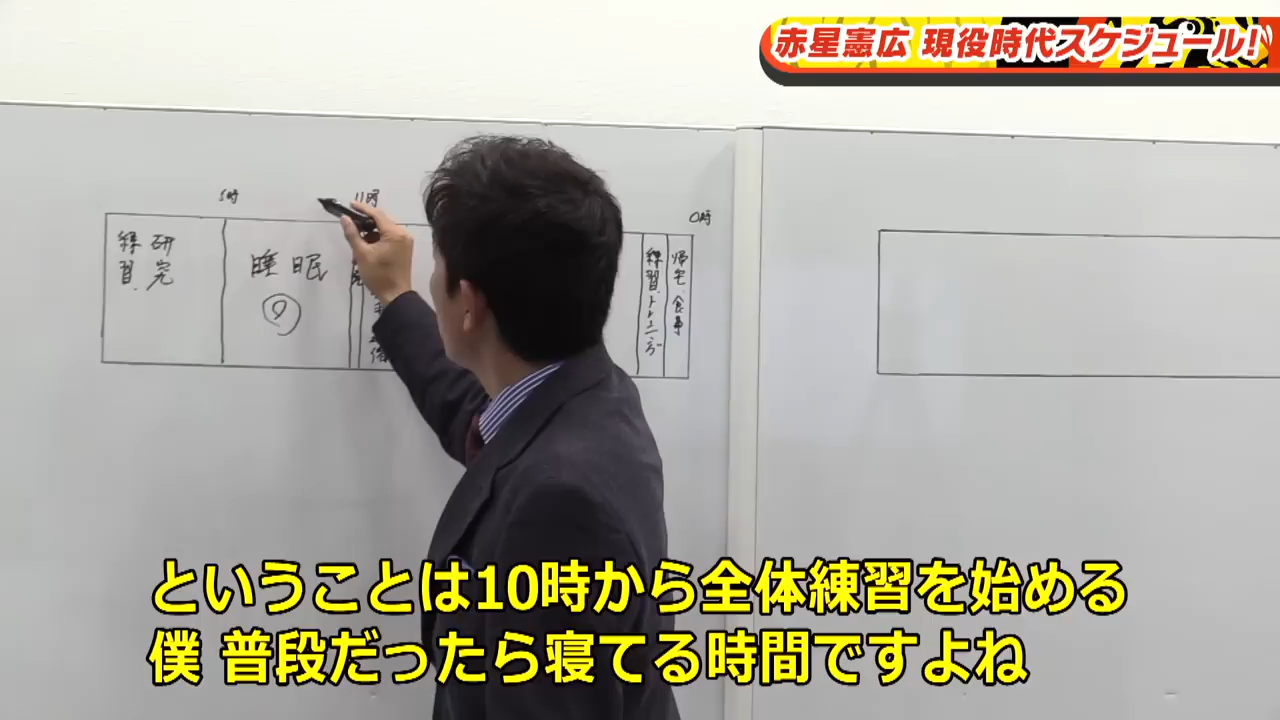 赤星憲広 現役時代スケジュール!
5時
11時
0時
研究
練習
睡眠
練習、トレーニング
帰宅、食事
ということは10時から全体練習を始める
僕 普段だったら寝てる時間ですよね